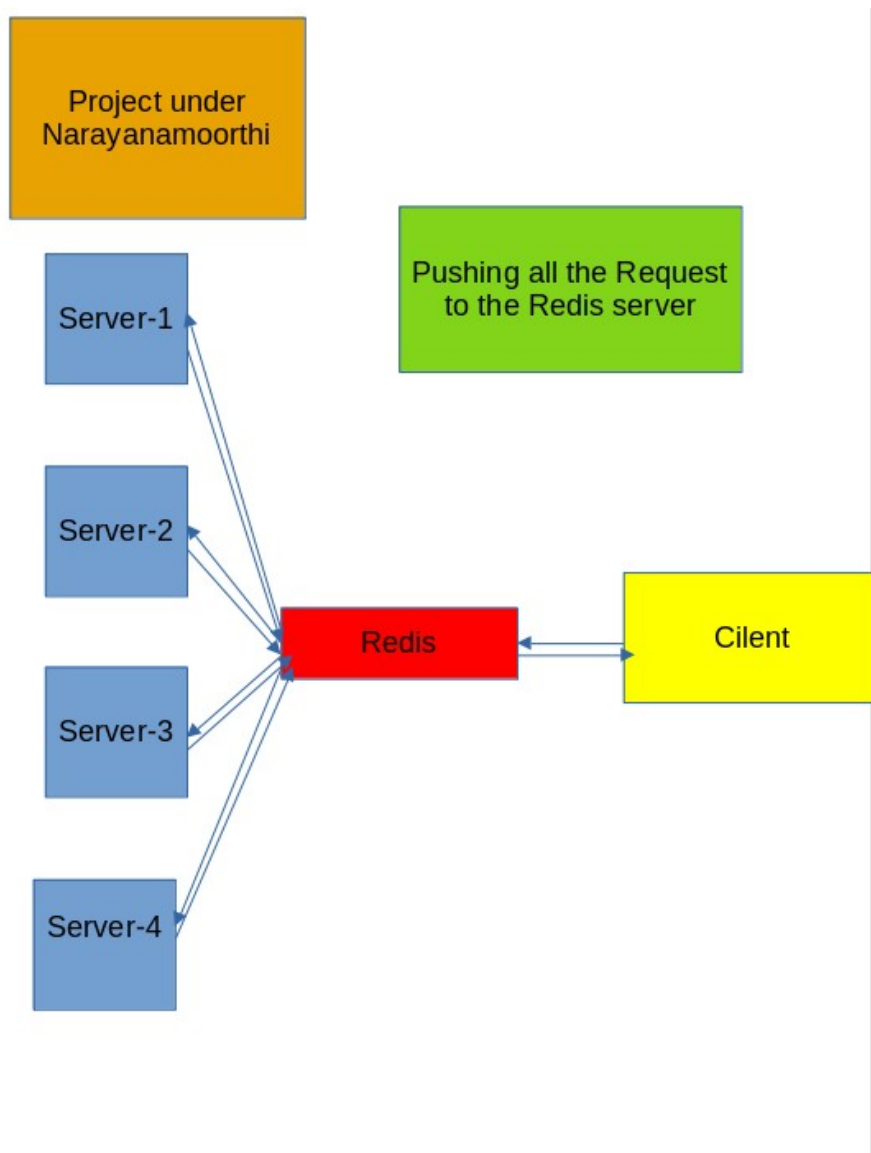 Project under
Narayanamoorthi
Pushing all the Request
to the Redis server
Server-1
Server-2
Redis
Cilent
Server-3
Server-4